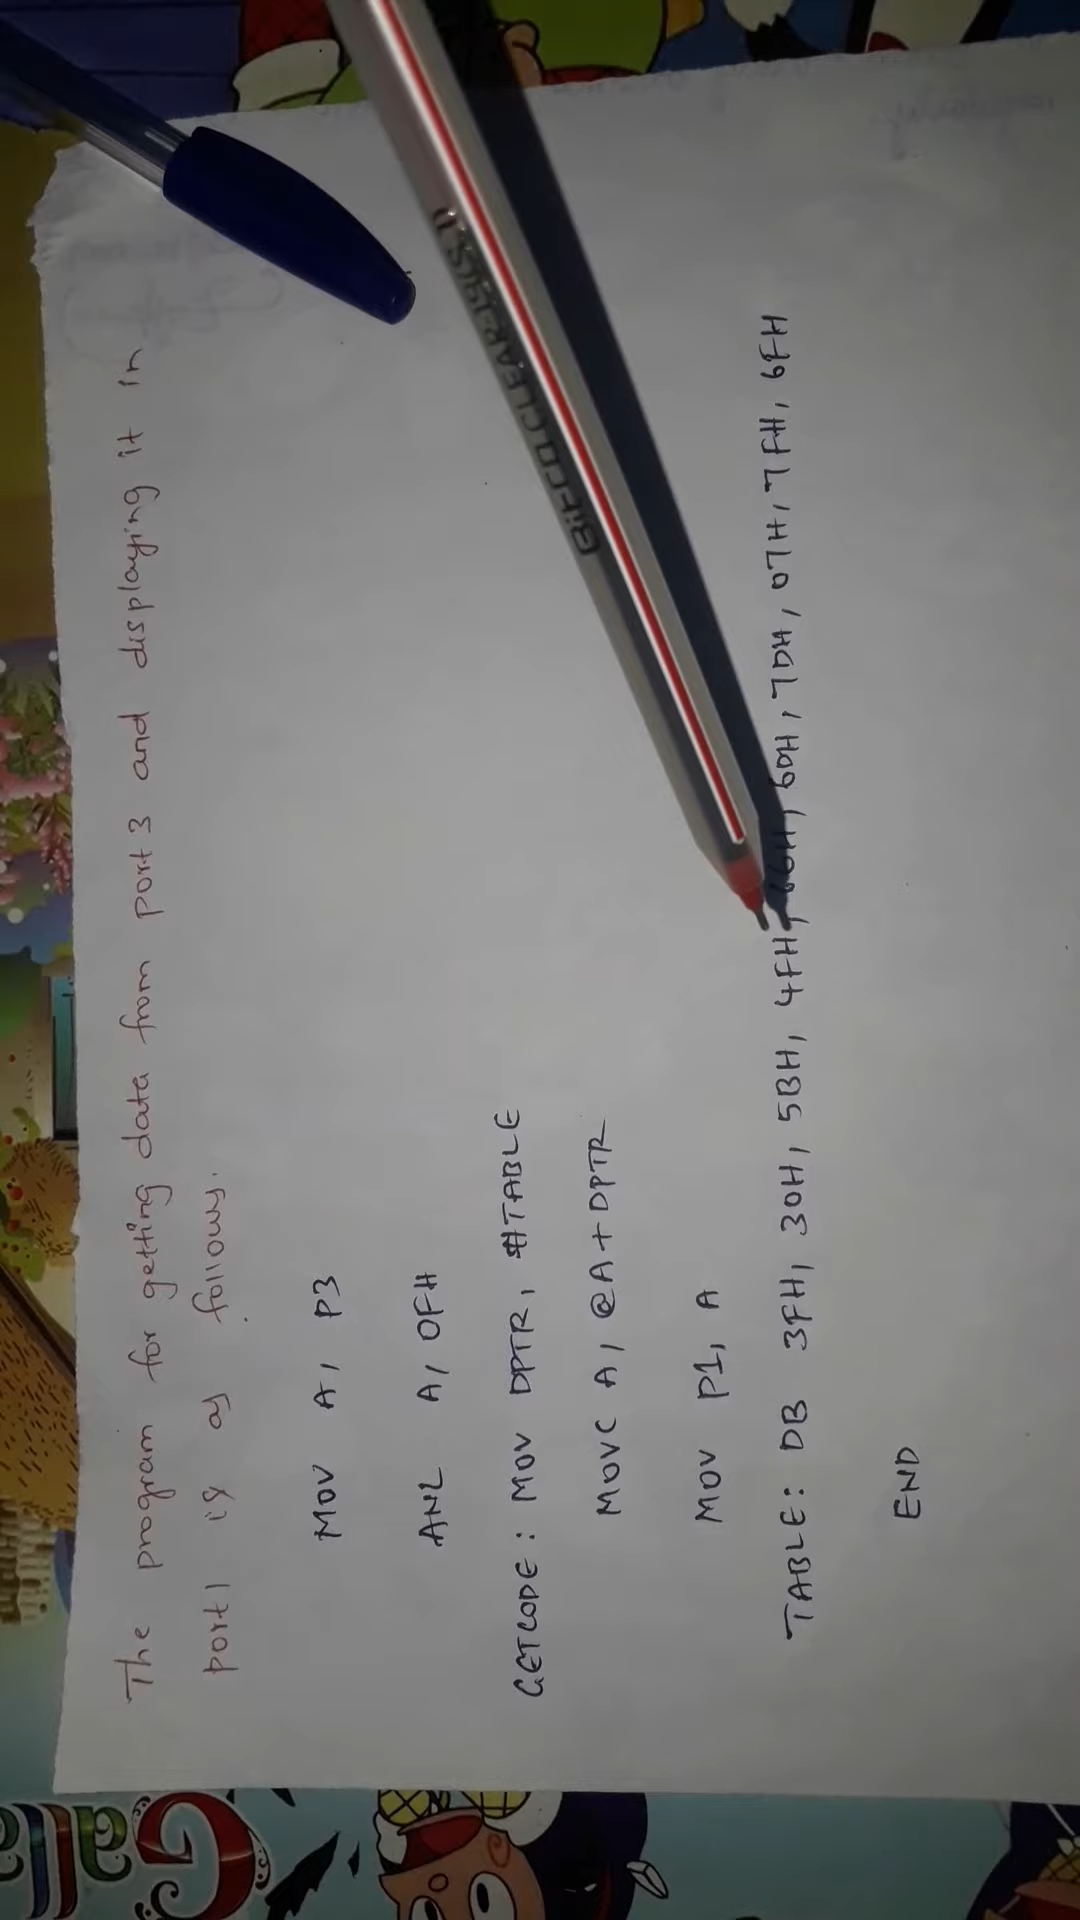 The program for getting data from port 3 and displaying it in
port 1 is as follows.
MOV A, P3
ANL A, 0FH
GETCODE: MOV DPTR, #TABLE
MOVC A, @A+DPTR
MOV P1, A
TABLE: DB 3FH, 30H, 5BH, 4FH, 66H, 6DH, 7DH, 07H, 7FH, 6FH
END